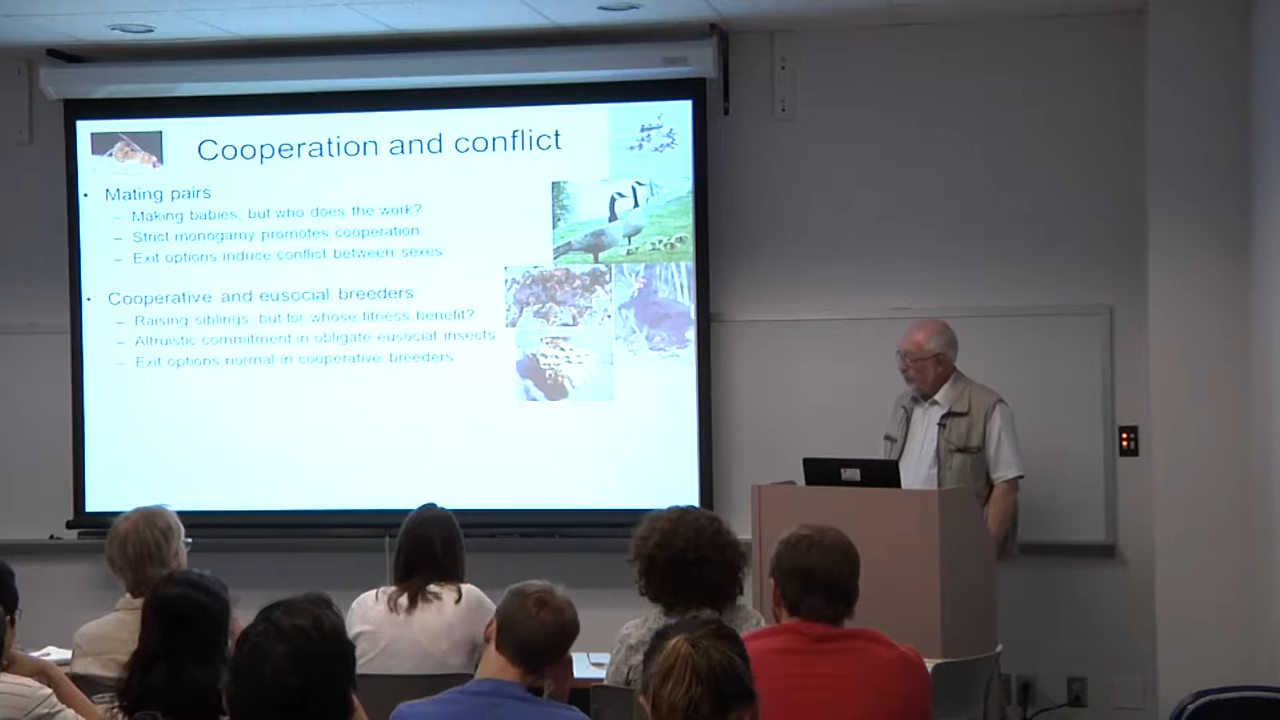 Cooperation and conflict
• Mating pairs
– Making babies, but who does the work?
– Strict monogamy promotes cooperation
– Exit options induce conflict between sexes
• Cooperative and eusocial breeders
– Raising siblings, but for whose fitness benefit?
– Altruistic commitment in obligate eusocial insects
– Exit options normal in cooperative breeders